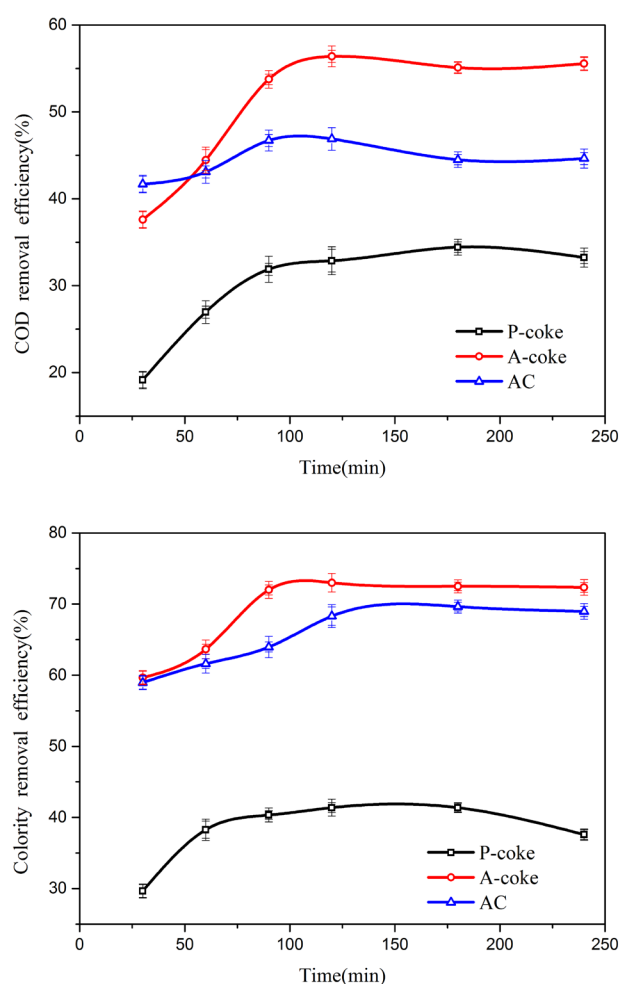 60
50
40
30
20
COD removal efficiency(%)
P-coke
A-coke
AC
0
50
100
150
200
250
Time(min)
80
70
60
50
40
30
Colority removal efficiency(%)
P-coke
A-coke
AC
0
50
100
150
200
250
Time(min)